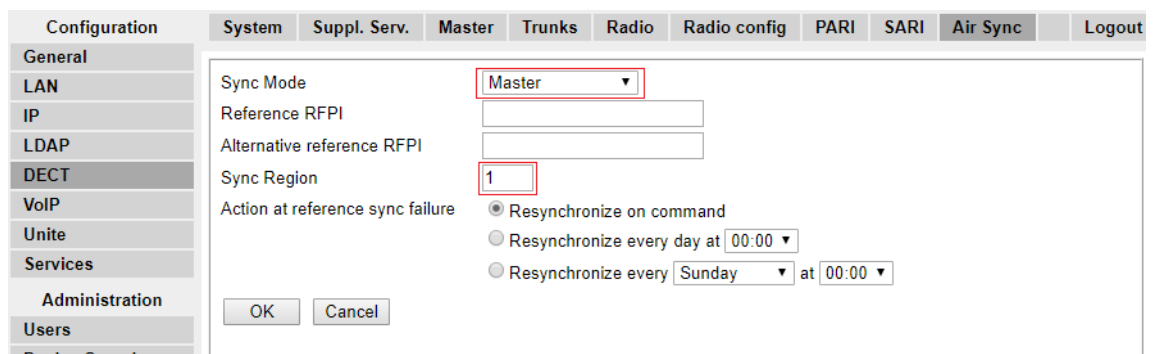 Configuration System Suppl. Serv. Master Trunks Radio Radio config PARI SARI Air Sync Logout
General
LAN Sync Mode Master
IP Reference RFPI
LDAP Alternative reference RFPI
DECT Sync Region 1
VoIP Action at reference sync failure Resynchronize on command
Unite Resynchronize every day at 00:00
Services Resynchronize every Sunday at 00:00
Administration OK Cancel
Users